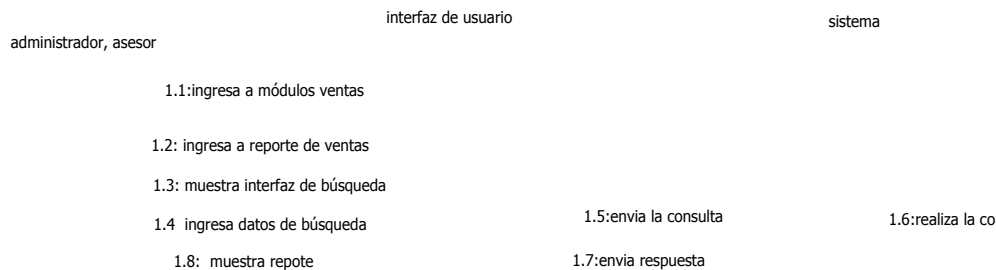 interfaz de usuario
sistema
administrador, asesor
1.1:ingresa a módulos ventas
1.2: ingresa a reporte de ventas
1.3: muestra interfaz de búsqueda
1.4 ingresa datos de búsqueda
1.5:envia la consulta
1.6:realiza la co
1.8: muestra repote
1.7:envia respuesta